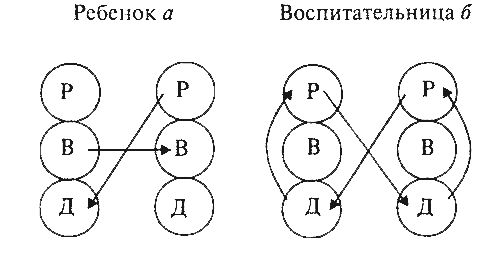 Ребенок а Воспитательница б
Р Р Р Р
В В В В
Д Д Д Д